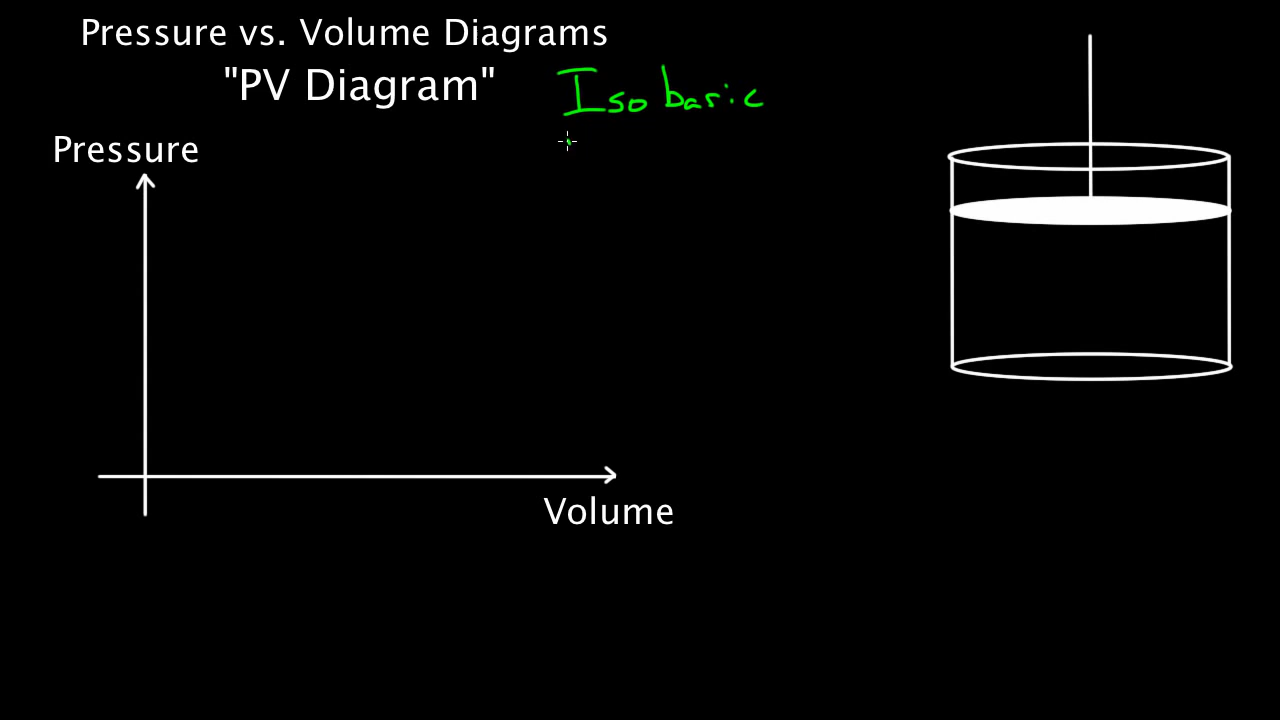 Pressure vs. Volume Diagrams
"PV Diagram"
Isobaric
Pressure
Volume